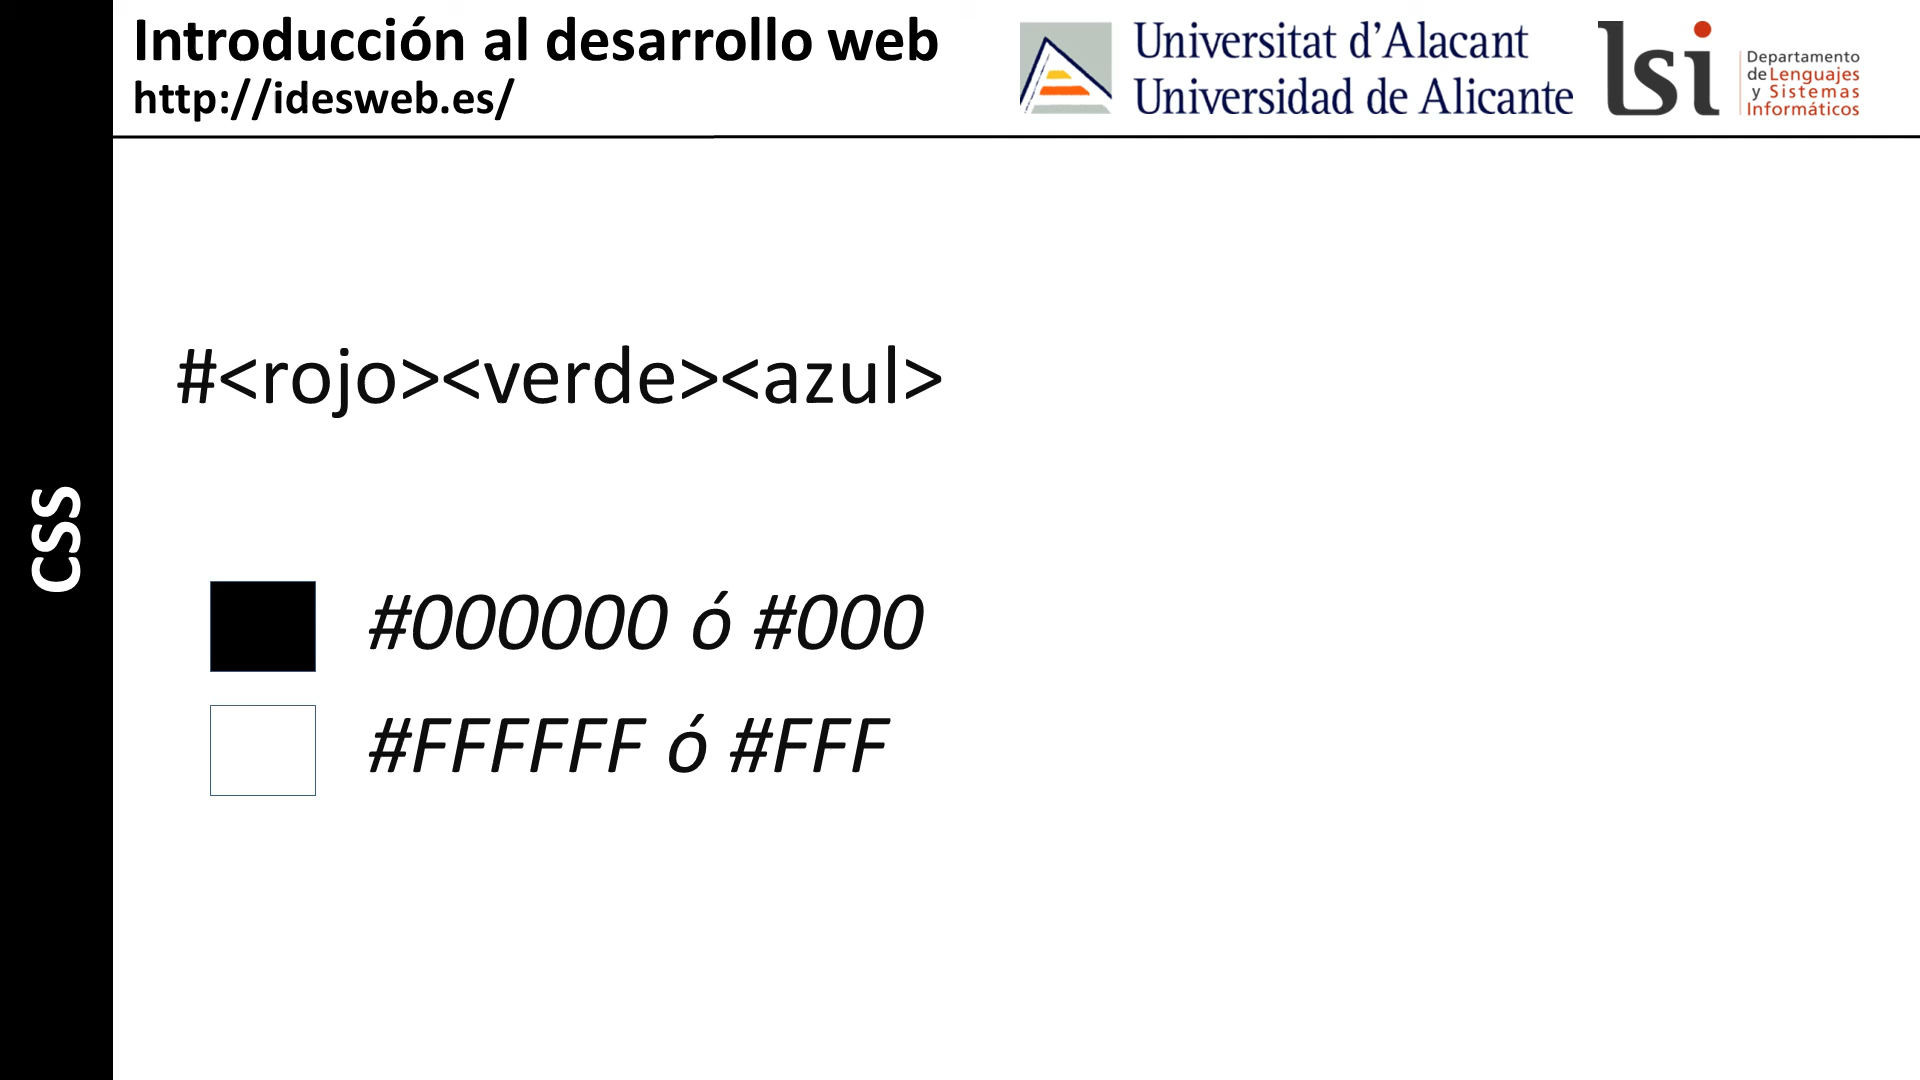 Introducción al desarrollo web
http://idesweb.es/
Universitat d’Alacant
Universidad de Alicante
lsi
Departamento
de Lenguajes
y Sistemas
Informáticos
CSS
#<rojo><verde><azul>
#000000 ó #000
#FFFFFF ó #FFF